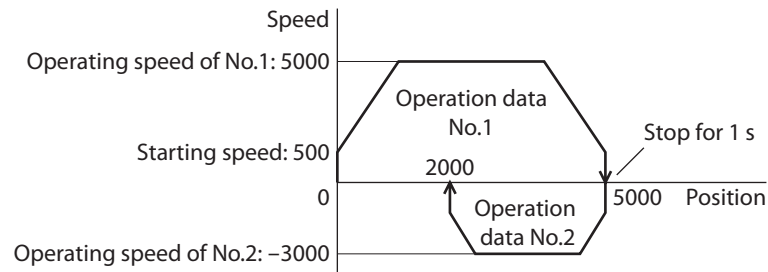 Speed
Operating speed of No.1: 5000
Operation data
No.1
Stop for 1 s
Starting speed: 500
2000
0
5000
Position
Operation
data No.2
Operating speed of No.2: –3000